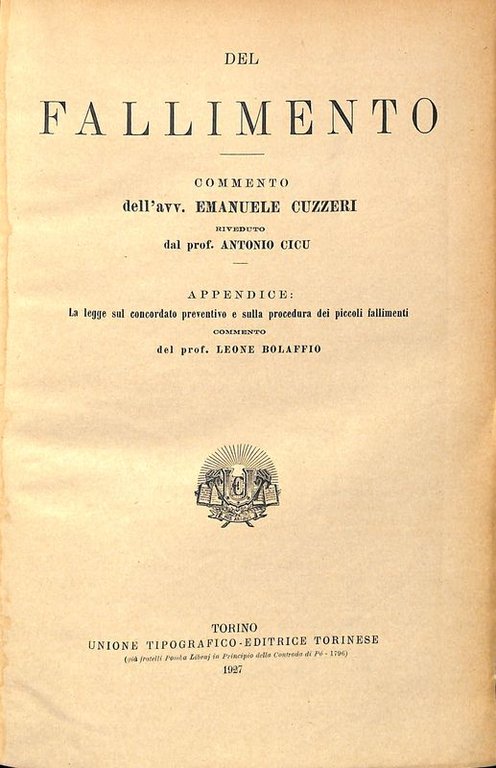 DEL
FALLIMENTO
COMMENTO
dell'avv. EMANUELE CUZZERI
RIVEDUTO
dal prof. ANTONIO CICU
APPENDICE:
La legge sul concordato preventivo e sulla procedura dei piccoli fallimenti
COMMENTO
del prof. LEONE BOLAFFIO
TORINO
UNIONE TIPOGRAFICO-EDITRICE TORINESE
(già fratelli Pomba Libraj in Principio della Contrada di Pò - 1796)
1927